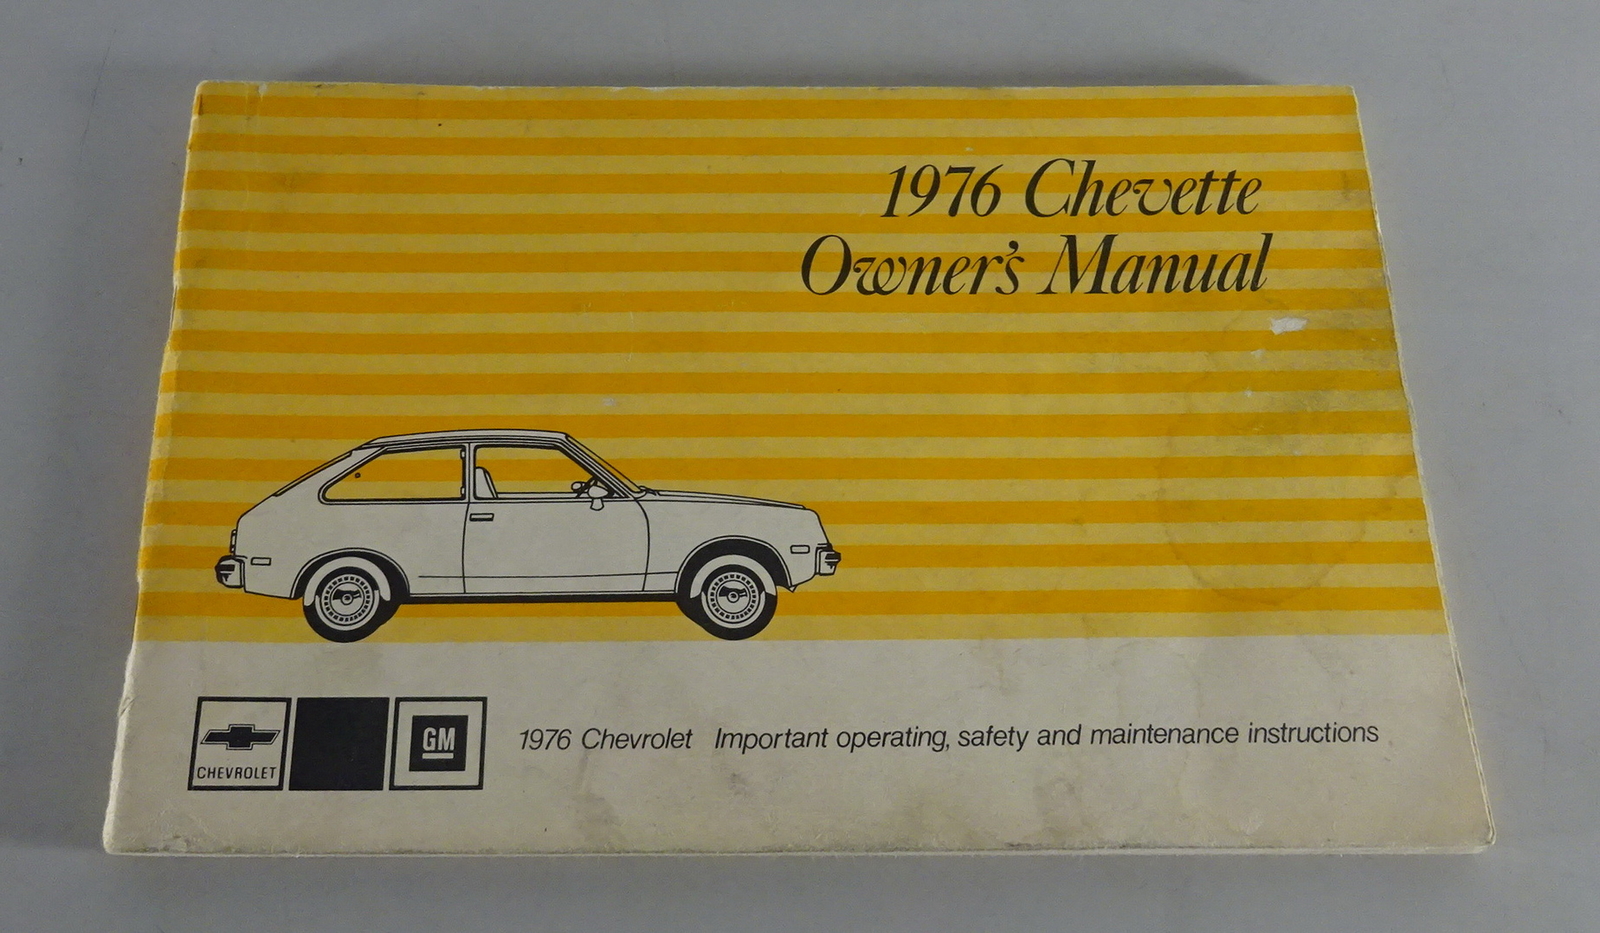 1976 Chevette
Owner's Manual
CHEVROLET
GM
1976 Chevrolet Important operating, safety and maintenance instructions